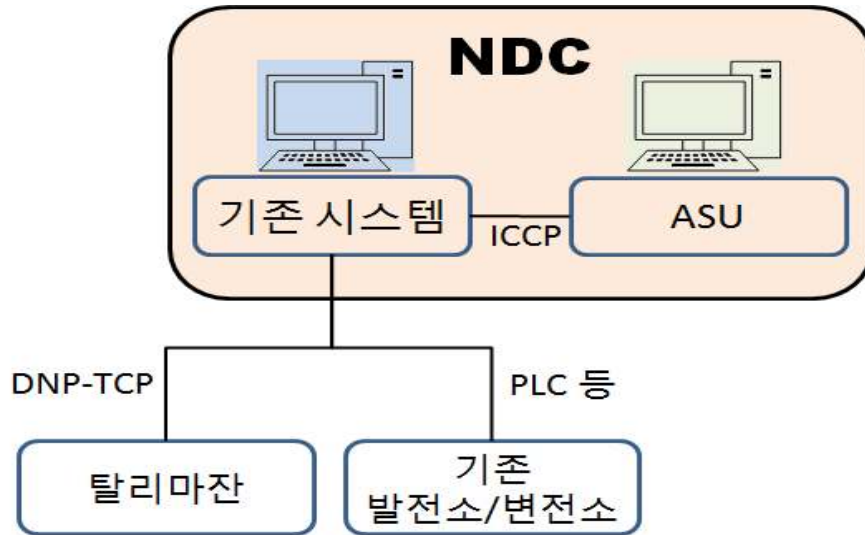 NDC
기존 시스템
ICCP
ASU
DNP-TCP
PLC 등
탈리마잔
기존
발전소/변전소